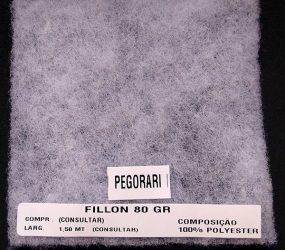 PEGORARI
FILLON 80 GR
COMPR. (CONSULTAR)
COMPOSIÇÃO
LARG. 1,50 MT (CONSULTAR)
100% POLYESTER